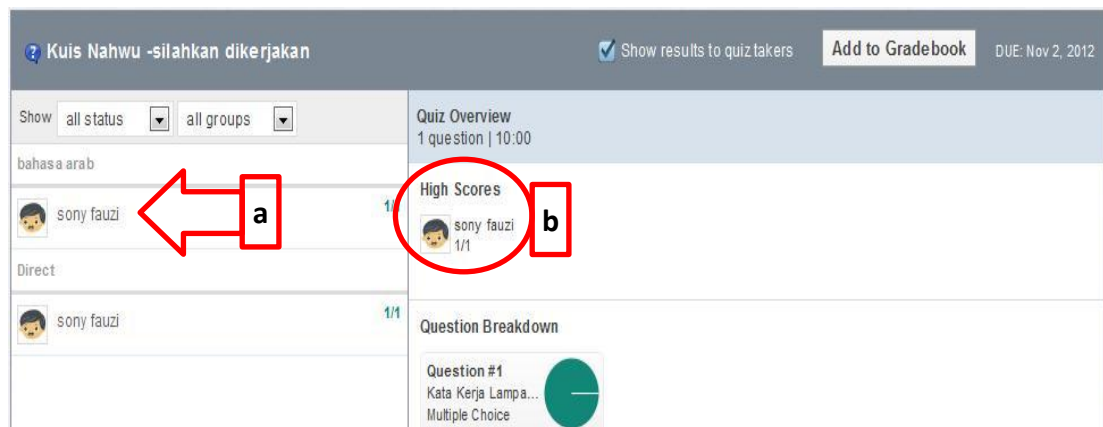 Kuis Nahwu -silahkan dikerjakan
Show results to quiz takers
Add to Gradebook
DUE: Nov 2, 2012
Show all status all groups
bahasa arab
sony fauzi
a
Direct
sony fauzi 1/1
Quiz Overview
1 question | 10:00
High Scores
sony fauzi
1/1
b
Question Breakdown
Question #1
Kata Kerja Lampa...
Multiple Choice